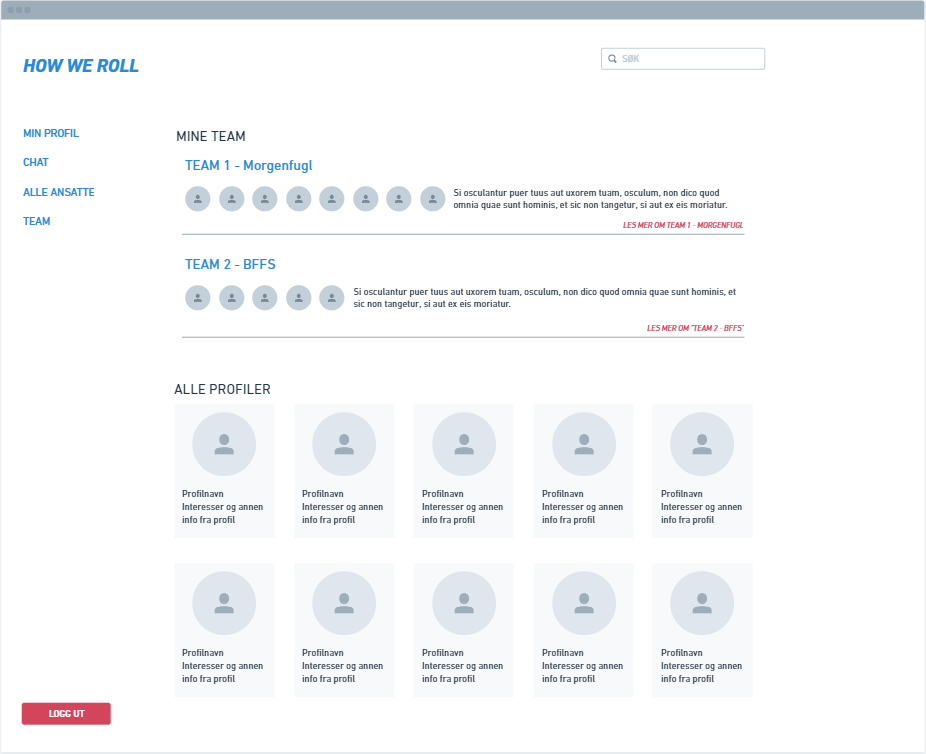 HOW WE ROLL
SØK
MIN PROFIL
CHAT
ALLE ANSATTE
TEAM
MINE TEAM
TEAM 1 - Morgenfugl
Si osculantur puer tuus aut uxorem tuam, osculum, non dico quod
omnia quae sunt hominis, et sic non tangetur, si aut ex eis moriatur.
LES MER OM TEAM 1 - MORGENFUGL
TEAM 2 - BFFS
Si osculantur puer tuus aut uxorem tuam, osculum, non dico quod omnia quae sunt hominis, et
sic non tangetur, si aut ex eis moriatur.
LES MER OM "TEAM 2 - BFFS"
ALLE PROFILER
Profilnavn
Interesser og annen
info fra profil
Profilnavn
Interesser og annen
info fra profil
Profilnavn
Interesser og annen
info fra profil
Profilnavn
Interesser og annen
info fra profil
Profilnavn
Interesser og annen
info fra profil
Profilnavn
Interesser og annen
info fra profil
Profilnavn
Interesser og annen
info fra profil
Profilnavn
Interesser og annen
info fra profil
Profilnavn
Interesser og annen
info fra profil
Profilnavn
Interesser og annen
info fra profil
LOGG UT